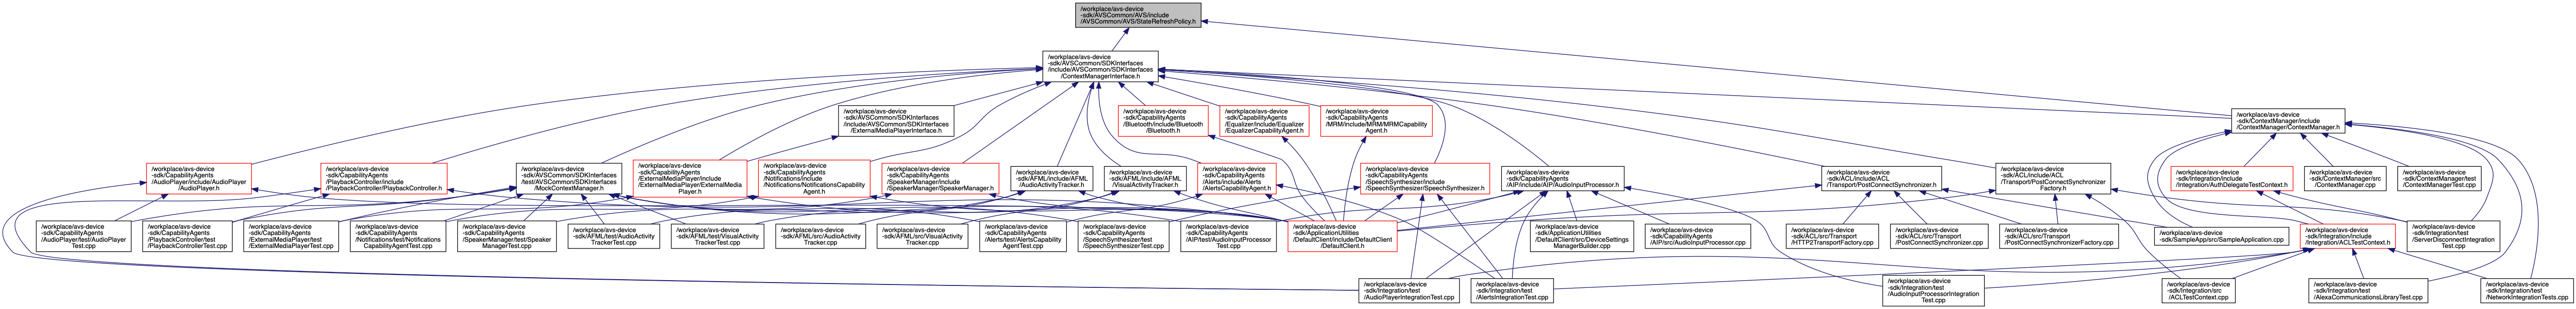 /workplace/avs-device
-sdk/AVSCommon/AVS/include
/AVSCommon/AVS/StateRefreshPolicy.h
/workplace/avs-device
-sdk/AVSCommon/SDKInterfaces
/include/AVSCommon/SDKInterfaces
/ContextManagerInterface.h
/workplace/avs-device
-sdk/AVSCommon/SDKInterfaces
/include/AVSCommon/SDKInterfaces
/ExternalMediaPlayerInterface.h
/workplace/avs-device
-sdk/CapabilityAgents
/Bluetooth/include/Bluetooth
/Bluetooth.h
/workplace/avs-device
-sdk/CapabilityAgents
/Equalizer/include/Equalizer
/EqualizerCapabilityAgent.h
/workplace/avs-device
-sdk/CapabilityAgents
/MRM/include/MRM/MRMCapability
Agent.h
/workplace/avs-device
-sdk/ContextManager/include
/ContextManager/ContextManager.h
/workplace/avs-device
-sdk/CapabilityAgents
/AudioPlayer/include/AudioPlayer
/AudioPlayer.h
/workplace/avs-device
-sdk/CapabilityAgents
/PlaybackController/include
/PlaybackController/PlaybackController.h
/workplace/avs-device
-sdk/AVSCommon/SDKInterfaces
/test/AVSCommon/SDKInterfaces
/MockContextManager.h
/workplace/avs-device
-sdk/CapabilityAgents
/ExternalMediaPlayer/include
/ExternalMediaPlayer/ExternalMedia
Player.h
/workplace/avs-device
-sdk/CapabilityAgents
/Notifications/include
/Notifications/NotificationsCapability
Agent.h
/workplace/avs-device
-sdk/CapabilityAgents
/SpeakerManager/include
/SpeakerManager/SpeakerManager.h
/workplace/avs-device
-sdk/AFML/include/AFML
/AudioActivityTracker.h
/workplace/avs-device
-sdk/AFML/include/AFML
/VisualActivityTracker.h
/workplace/avs-device
-sdk/CapabilityAgents
/Alerts/include/Alerts
/AlertsCapabilityAgent.h
/workplace/avs-device
-sdk/CapabilityAgents
/SpeechSynthesizer/include
/SpeechSynthesizer/SpeechSynthesizer.h
/workplace/avs-device
-sdk/CapabilityAgents
/AIP/include/AIP/AudioInputProcessor.h
/workplace/avs-device
-sdk/ACL/include/ACL
/Transport/PostConnectSynchronizer.h
/workplace/avs-device
-sdk/ACL/include/ACL
/Transport/PostConnectSynchronizer
Factory.h
/workplace/avs-device
-sdk/Integration/include
/Integration/AuthDelegateTestContext.h
/workplace/avs-device
-sdk/ContextManager/src
/ContextManager.cpp
/workplace/avs-device
-sdk/ContextManager/test
/ContextManagerTest.cpp
/workplace/avs-device
-sdk/CapabilityAgents
/AudioPlayer/test/AudioPlayer
Test.cpp
/workplace/avs-device
-sdk/CapabilityAgents
/PlaybackController/test
/PlaybackControllerTest.cpp
/workplace/avs-device
-sdk/CapabilityAgents
/ExternalMediaPlayer/test
/ExternalMediaPlayerTest.cpp
/workplace/avs-device
-sdk/CapabilityAgents
/Notifications/test/Notifications
CapabilityAgentTest.cpp
/workplace/avs-device
-sdk/CapabilityAgents
/SpeakerManager/test/Speaker
ManagerTest.cpp
/workplace/avs-device
-sdk/AFML/test/AudioActivity
TrackerTest.cpp
/workplace/avs-device
-sdk/AFML/test/VisualActivity
TrackerTest.cpp
/workplace/avs-device
-sdk/AFML/src/AudioActivity
Tracker.cpp
/workplace/avs-device
-sdk/AFML/src/VisualActivity
Tracker.cpp
/workplace/avs-device
-sdk/CapabilityAgents
/Alerts/test/AlertsCapability
AgentTest.cpp
/workplace/avs-device
-sdk/CapabilityAgents
/SpeechSynthesizer/test
/SpeechSynthesizerTest.cpp
/workplace/avs-device
-sdk/CapabilityAgents
/AIP/test/AudioInputProcessor
Test.cpp
/workplace/avs-device
-sdk/ApplicationUtilities
/DefaultClient/include/DefaultClient
/DefaultClient.h
/workplace/avs-device
-sdk/ApplicationUtilities
/DefaultClient/src/DeviceSettings
ManagerBuilder.cpp
/workplace/avs-device
-sdk/CapabilityAgents
/AIP/src/AudioInputProcessor.cpp
/workplace/avs-device
-sdk/ACL/src/Transport
/HTTP2TransportFactory.cpp
/workplace/avs-device
-sdk/ACL/src/Transport
/PostConnectSynchronizer.cpp
/workplace/avs-device
-sdk/ACL/src/Transport
/PostConnectSynchronizerFactory.cpp
/workplace/avs-device
-sdk/SampleApp/src/SampleApplication.cpp
/workplace/avs-device
-sdk/Integration/include
/Integration/ACLTestContext.h
/workplace/avs-device
-sdk/Integration/test
/ServerDisconnectIntegration
Test.cpp
/workplace/avs-device
-sdk/Integration/test
/AudioPlayerIntegrationTest.cpp
/workplace/avs-device
-sdk/Integration/test
/AlertsIntegrationTest.cpp
/workplace/avs-device
-sdk/Integration/test
/AudioInputProcessorIntegration
Test.cpp
/workplace/avs-device
-sdk/Integration/src
/ACLTestContext.cpp
/workplace/avs-device
-sdk/Integration/test
/AlexaCommunicationsLibraryTest.cpp
/workplace/avs-device
-sdk/Integration/test
/NetworkIntegrationTests.cpp